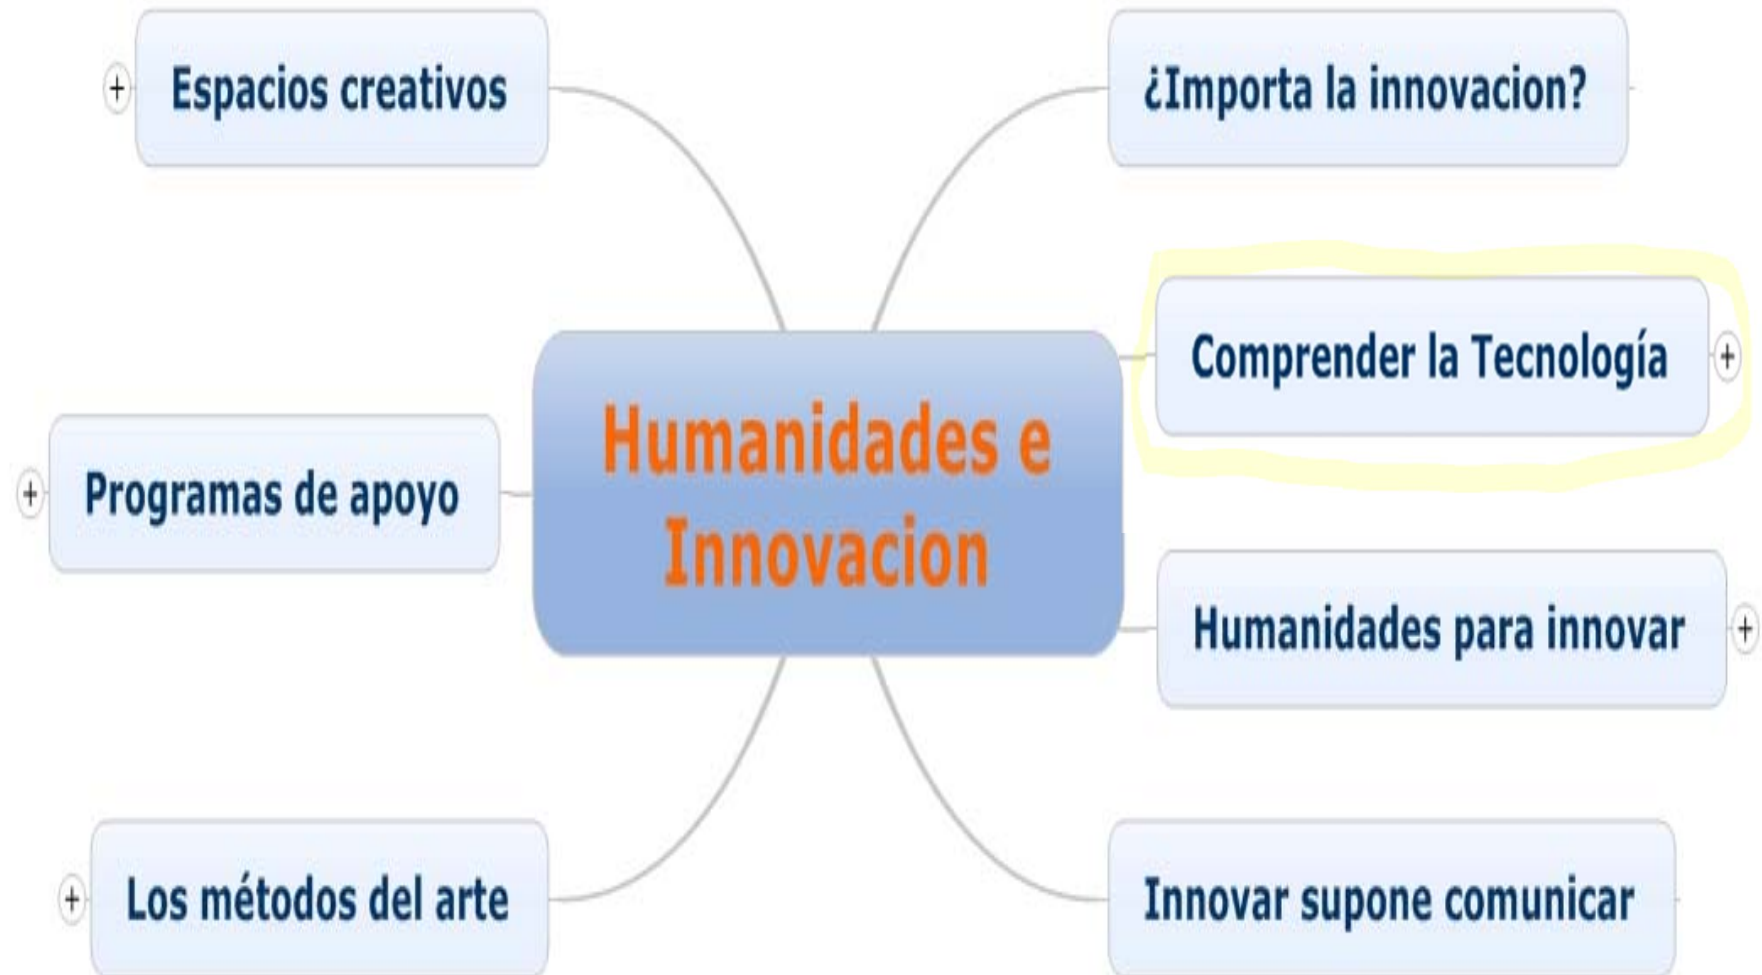 Espacios creativos
¿Importa la innovacion?
Comprender la Tecnología
Humanidades e
Innovacion
Programas de apoyo
Humanidades para innovar
Los métodos del arte
Innovar supone comunicar